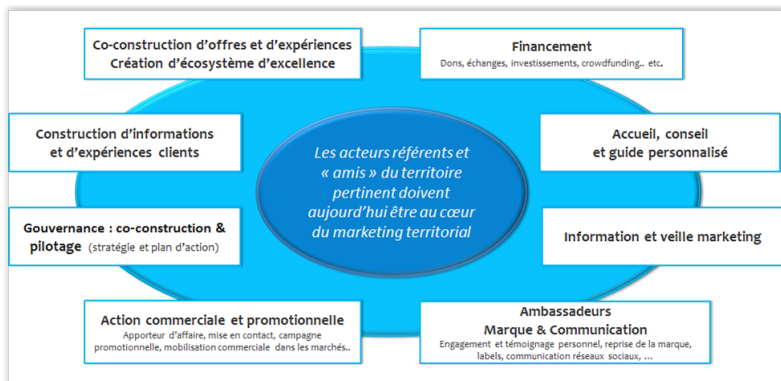 Co-construction d'offres et d'expériences
Création d'écosystème d'excellence
Financement
Dons, échanges, investissements, crowdfunding.. etc.
Construction d'informations
et d'expériences clients
Accueil, conseil
et guide personnalisé
Les acteurs référents et
« amis » du territoire
pertinent doivent
aujourd'hui être au cœur
du marketing territorial
Gouvernance : co-construction &
pilotage (stratégie et plan d'action)
Information et veille marketing
Action commerciale et promotionnelle
Apporteur d'affaire, mise en contact, campagne
promotionnelle, mobilisation commerciale dans les marchés..
Ambassadeurs
Marque & Communication
Engagement et témoignage personnel, reprise de la marque,
labels, communication réseaux sociaux, ...